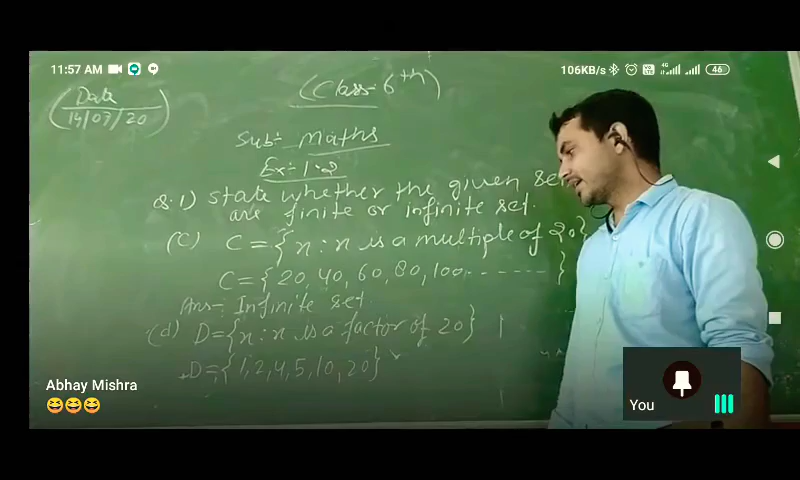 11:57 AM
106KB/s 4G 46
(Class-6th)
Date
14/07/20
Sub:- Maths
Ex:-1.2
Q.1) State whether the given set
are finite or infinite set.
(C) C={x:x is a multiple of 20}
C={20,40,60,80,100-------}
Ans- Infinite set
(d) D={x:x is a factor of 20}
D={1,2,4,5,10,20}
Abhay Mishra
😆😆😆
You